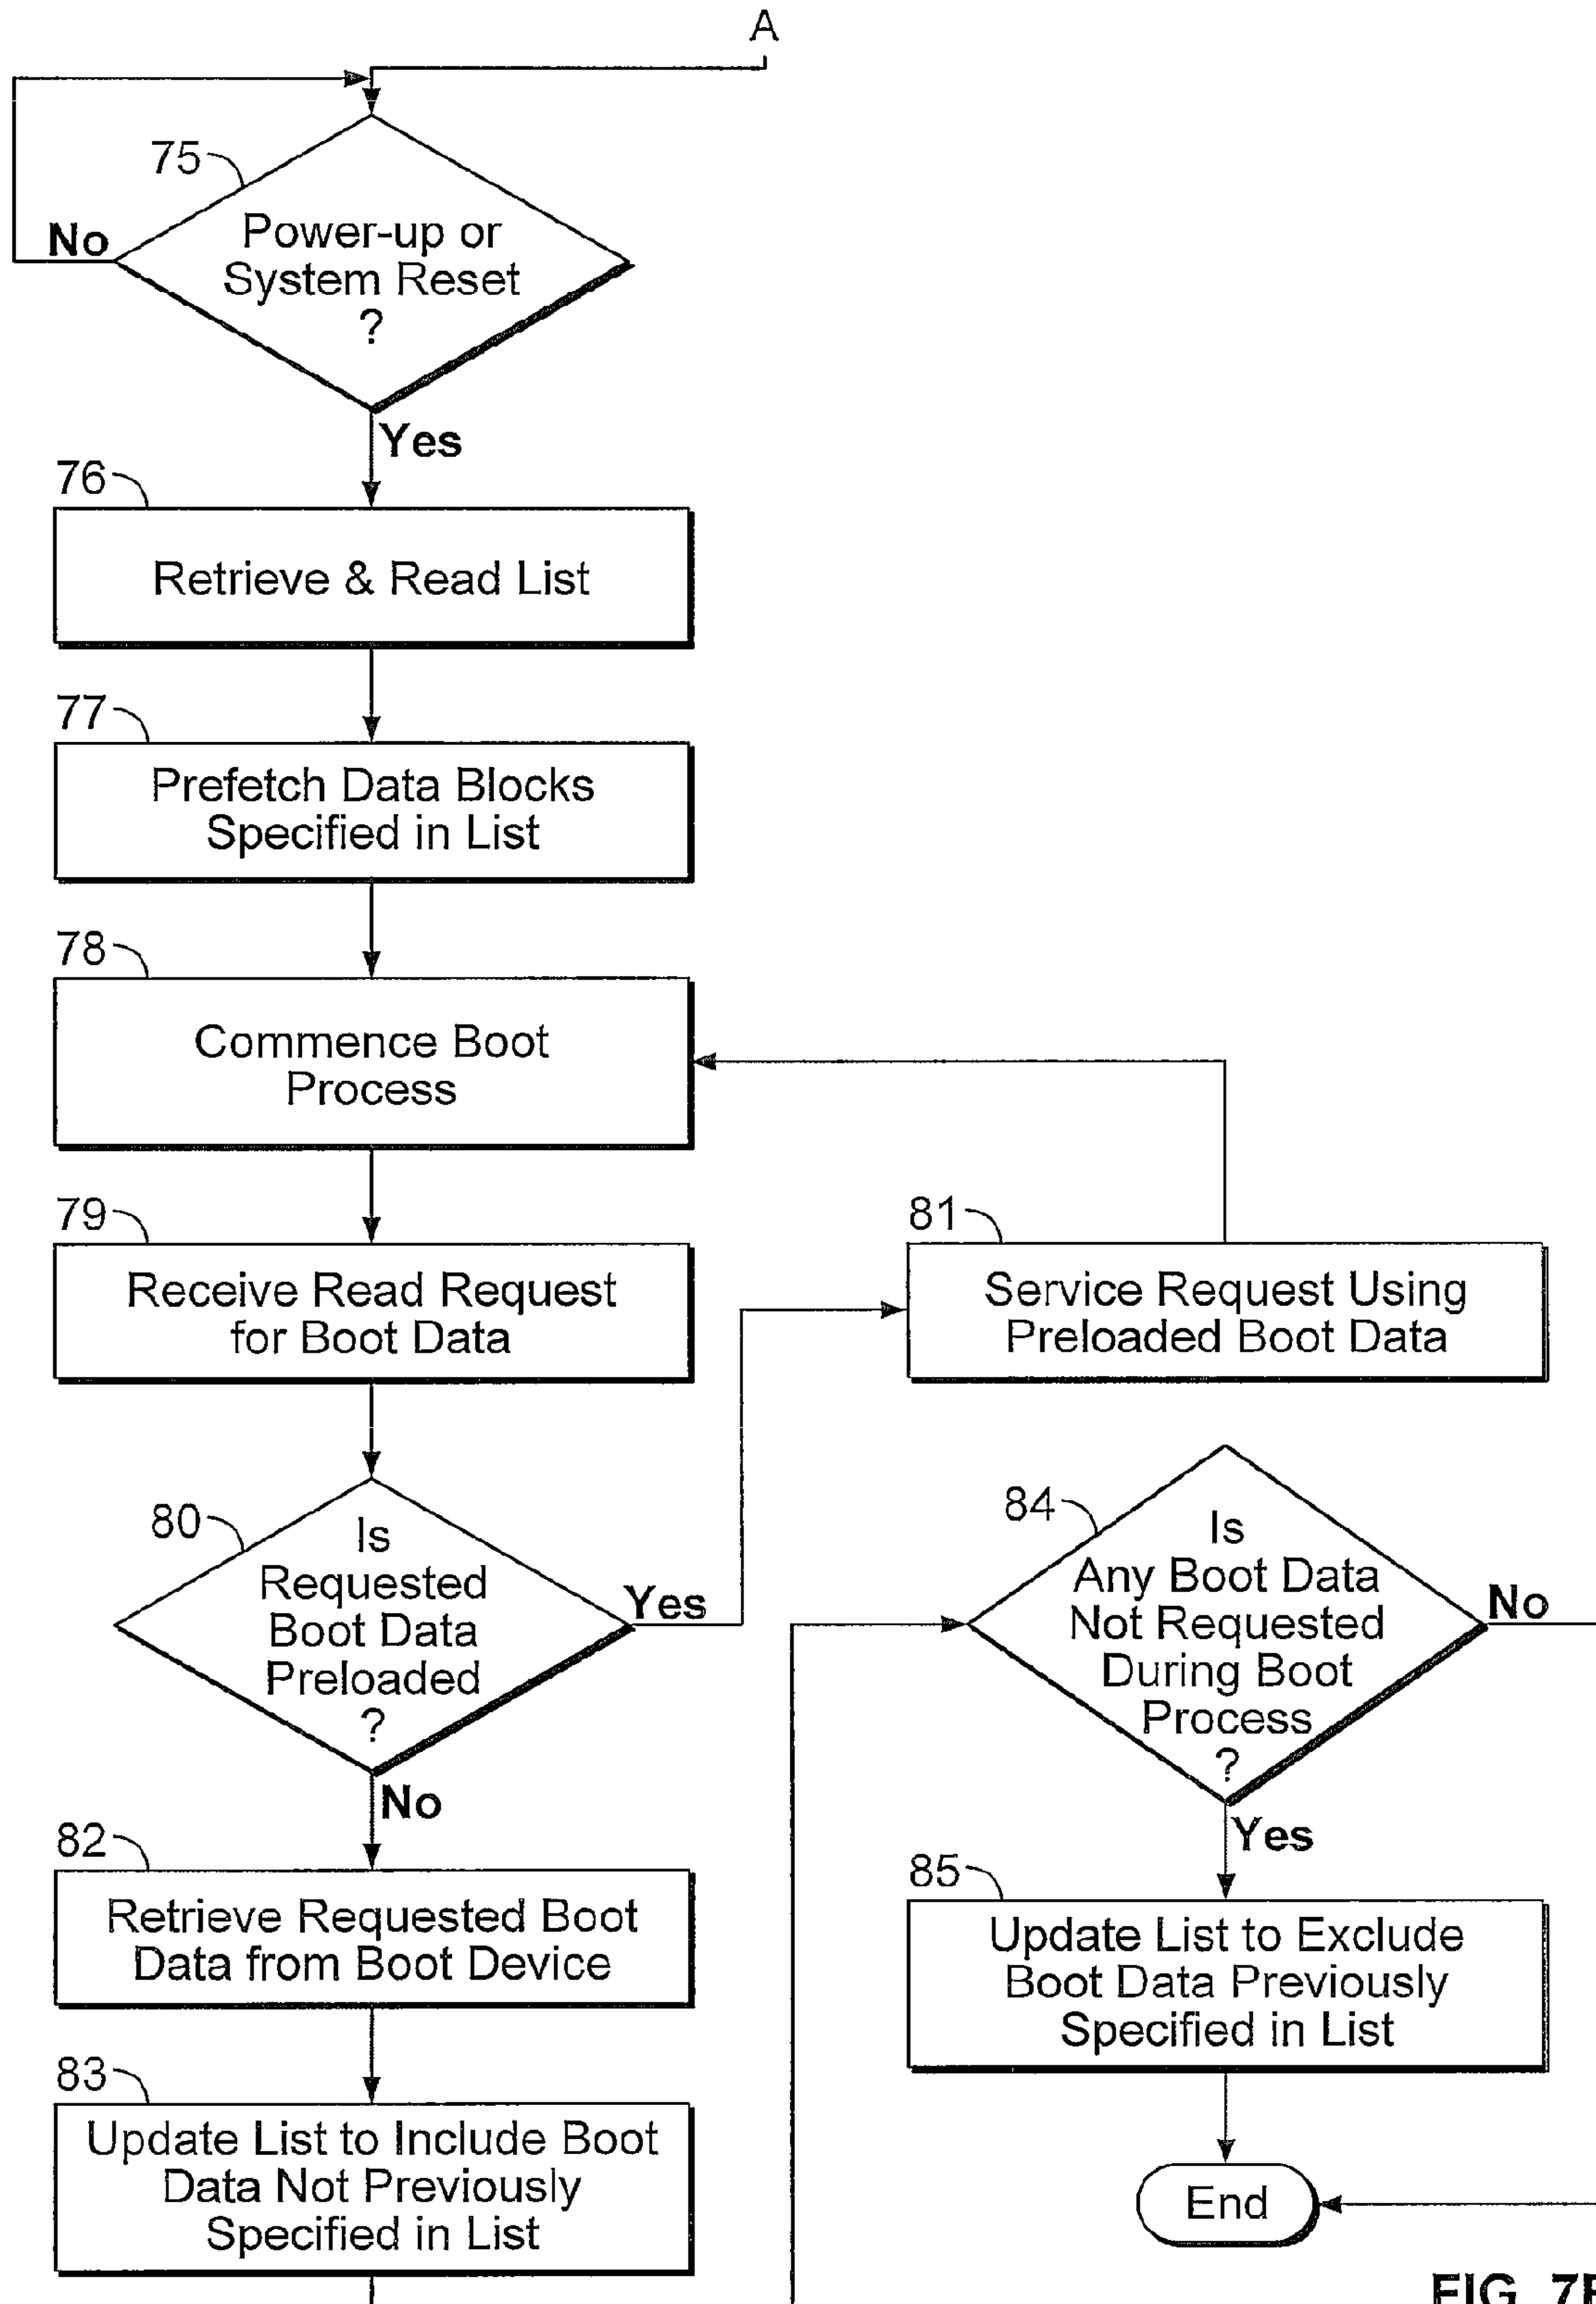 A
75
No
Power-up or
System Reset
?
Yes
76
Retrieve & Read List
77
Prefetch Data Blocks
Specified in List
78
Commence Boot
Process
79
Receive Read Request
for Boot Data
81
Service Request Using
Preloaded Boot Data
80
Is
Requested
Boot Data
Preloaded
?
Yes
No
84
Is
Any Boot Data
Not Requested
During Boot
Process
?
No
Yes
82
Retrieve Requested Boot
Data from Boot Device
85
Update List to Exclude
Boot Data Previously
Specified in List
83
Update List to Include Boot
Data Not Previously
Specified in List
End
FIG.